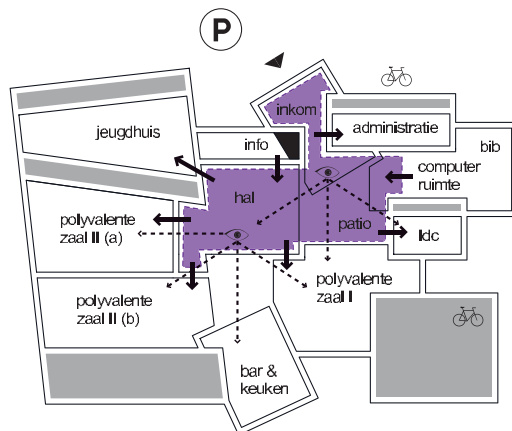 P
inkom
jeugdhuis
info
administratie
bib
computer
ruimte
hal
patio
ldc
polyvalente
zaal II (a)
polyvalente
zaal II (b)
polyvalente
zaal I
bar &
keuken